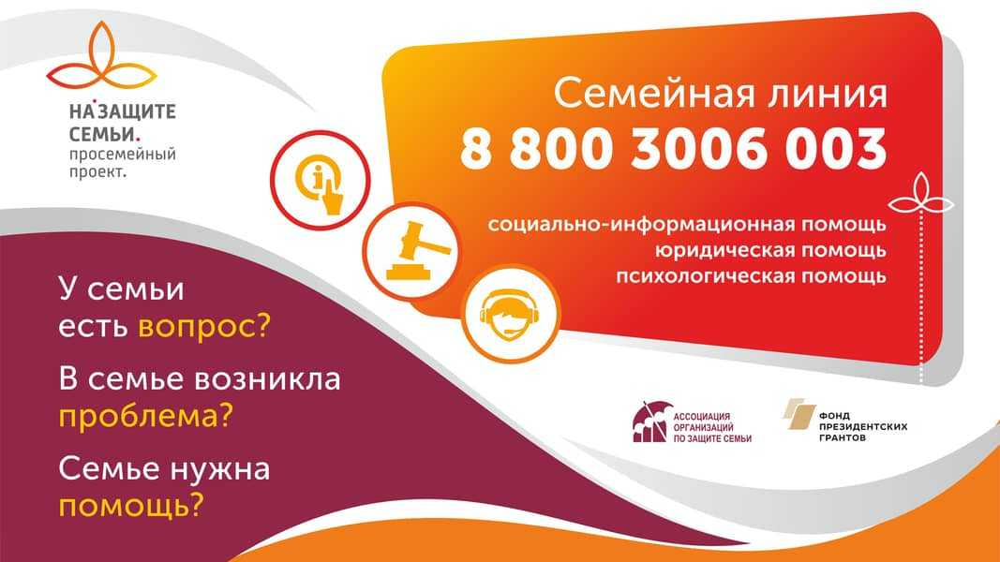 НА ЗАЩИТЕ
СЕМЬИ.
просемейный
проект.
Семейная линия
8 800 3006 003
социально-информационная помощь
юридическая помощь
психологическая помощь
У семьи
есть вопрос?
В семье возникла
проблема?
Семье нужна
помощь?
АССОЦИАЦИЯ
ОРГАНИЗАЦИЙ
ПО ЗАЩИТЕ СЕМЬИ
ФОНД
ПРЕЗИДЕНТСКИХ
ГРАНТОВ